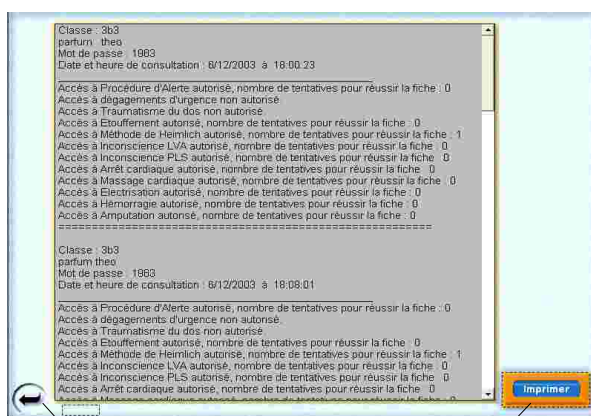 Classe : 3b3
parfum theo
Mot de passe : 1983
Date et heure de consultation : 6/12/2003 à 18:00:23
Accès à Procédure d'Alerte autorisé, nombre de tentatives pour réussir la fiche : 0
Accès à dégagements d'urgence non autorisé.
Accès à Traumatisme du dos non autorisé.
Accès à Etouffement autorisé, nombre de tentatives pour réussir la fiche : 0
Accès à Méthode de Heimlich autorisé, nombre de tentatives pour réussir la fiche : 1
Accès à Inconscience LVA autorisé, nombre de tentatives pour réussir la fiche : 0
Accès à Inconscience PLS autorisé, nombre de tentatives pour réussir la fiche : 0
Accès à Arrêt cardiaque autorisé, nombre de tentatives pour réussir la fiche : 0
Accès à Massage cardiaque autorisé, nombre de tentatives pour réussir la fiche : 0
Accès à Electrisation autorisé, nombre de tentatives pour réussir la fiche : 0
Accès à Hémorragie autorisé, nombre de tentatives pour réussir la fiche : 0
Accès à Amputation autorisé, nombre de tentatives pour réussir la fiche : 0
Classe : 3b3
parfum theo
Mot de passe : 1983
Date et heure de consultation : 6/12/2003 à 18:08:01
Accès à Procédure d'Alerte autorisé, nombre de tentatives pour réussir la fiche : 0
Accès à dégagements d'urgence non autorisé.
Accès à Traumatisme du dos non autorisé.
Accès à Etouffement autorisé, nombre de tentatives pour réussir la fiche : 0
Accès à Méthode de Heimlich autorisé, nombre de tentatives pour réussir la fiche : 1
Accès à Inconscience LVA autorisé, nombre de tentatives pour réussir la fiche : 0
Accès à Inconscience PLS autorisé, nombre de tentatives pour réussir la fiche : 0
Accès à Arrêt cardiaque autorisé, nombre de tentatives pour réussir la fiche : 0
Imprimer